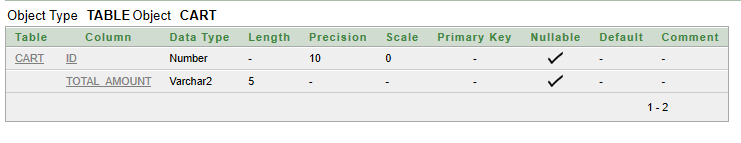 Object Type TABLE Object CART
Table Column Data Type Length Precision Scale Primary Key Nullable Default Comment
CART ID Number - 10 0 - ✓ - -
TOTAL_AMOUNT Varchar2 5 - - - ✓ - -
1 - 2